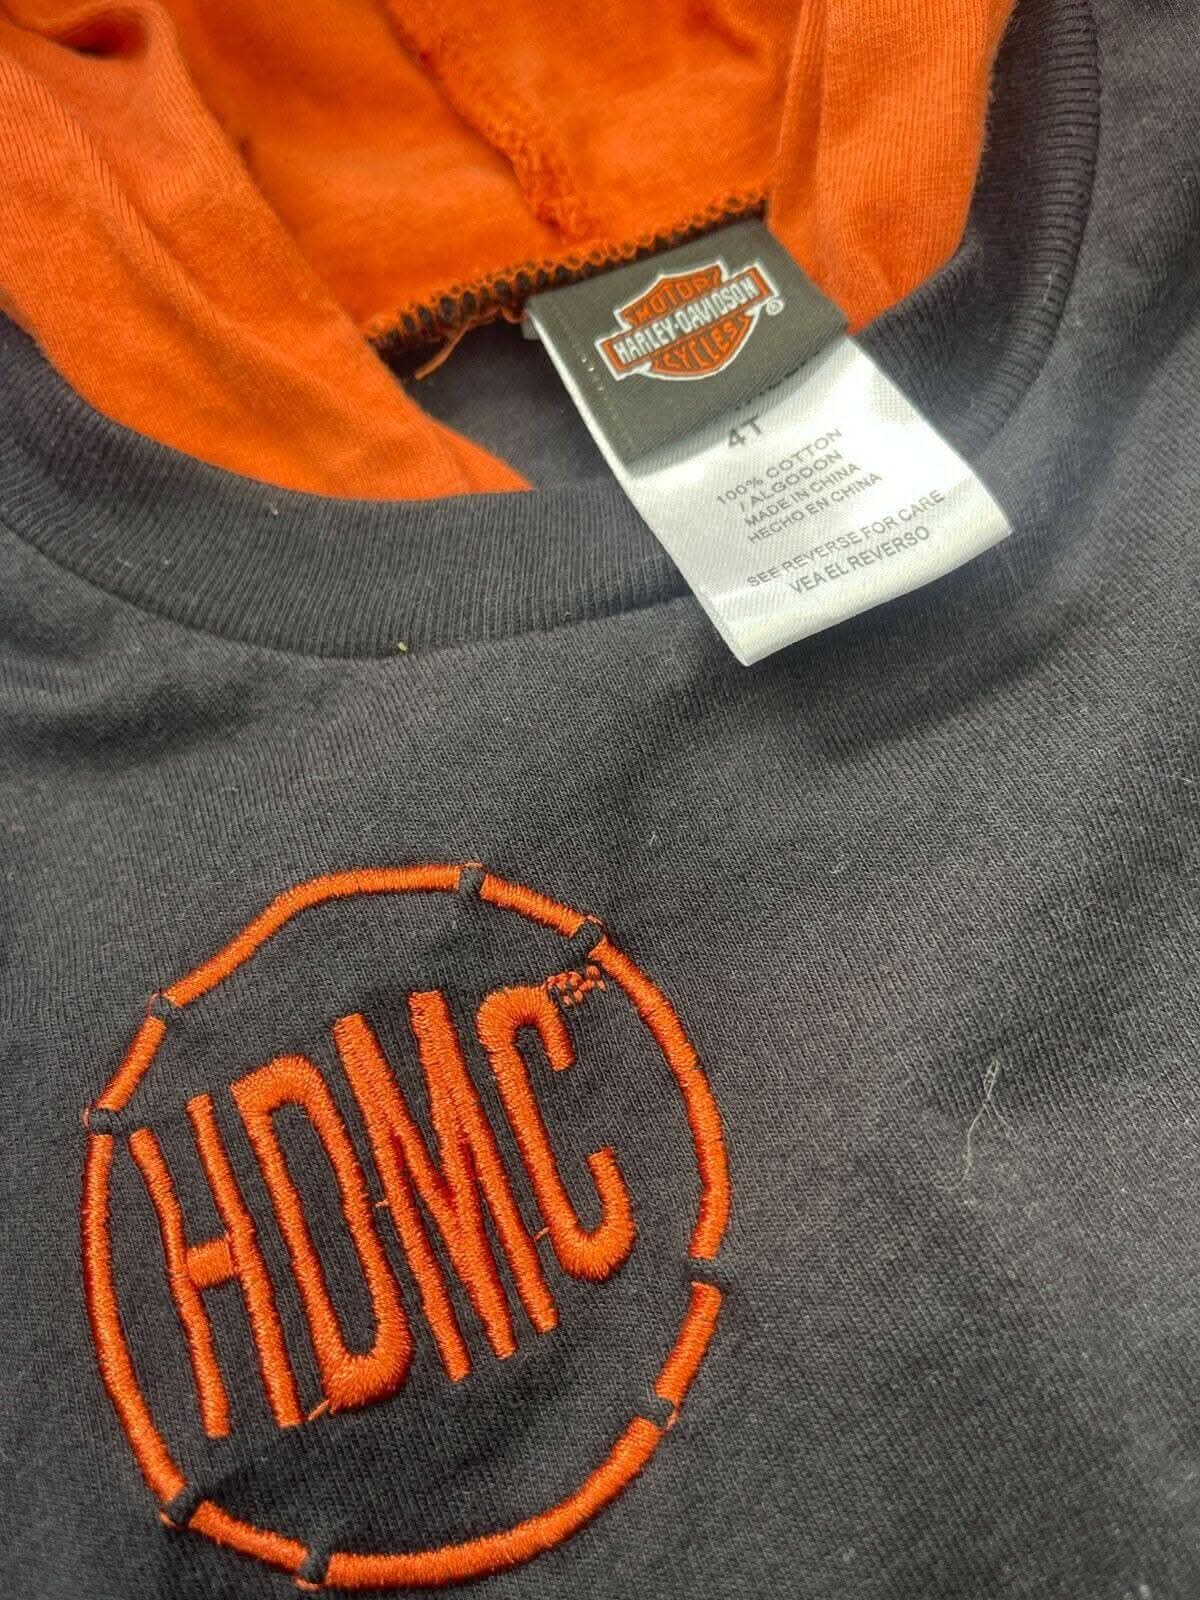 MOTOR
HARLEY-DAVIDSON
CYCLES
®
4T
100% COTTON
/ ALGODON
MADE IN CHINA
HECHO EN CHINA
SEE REVERSE FOR CARE
VEA EL REVERSO
HDMC